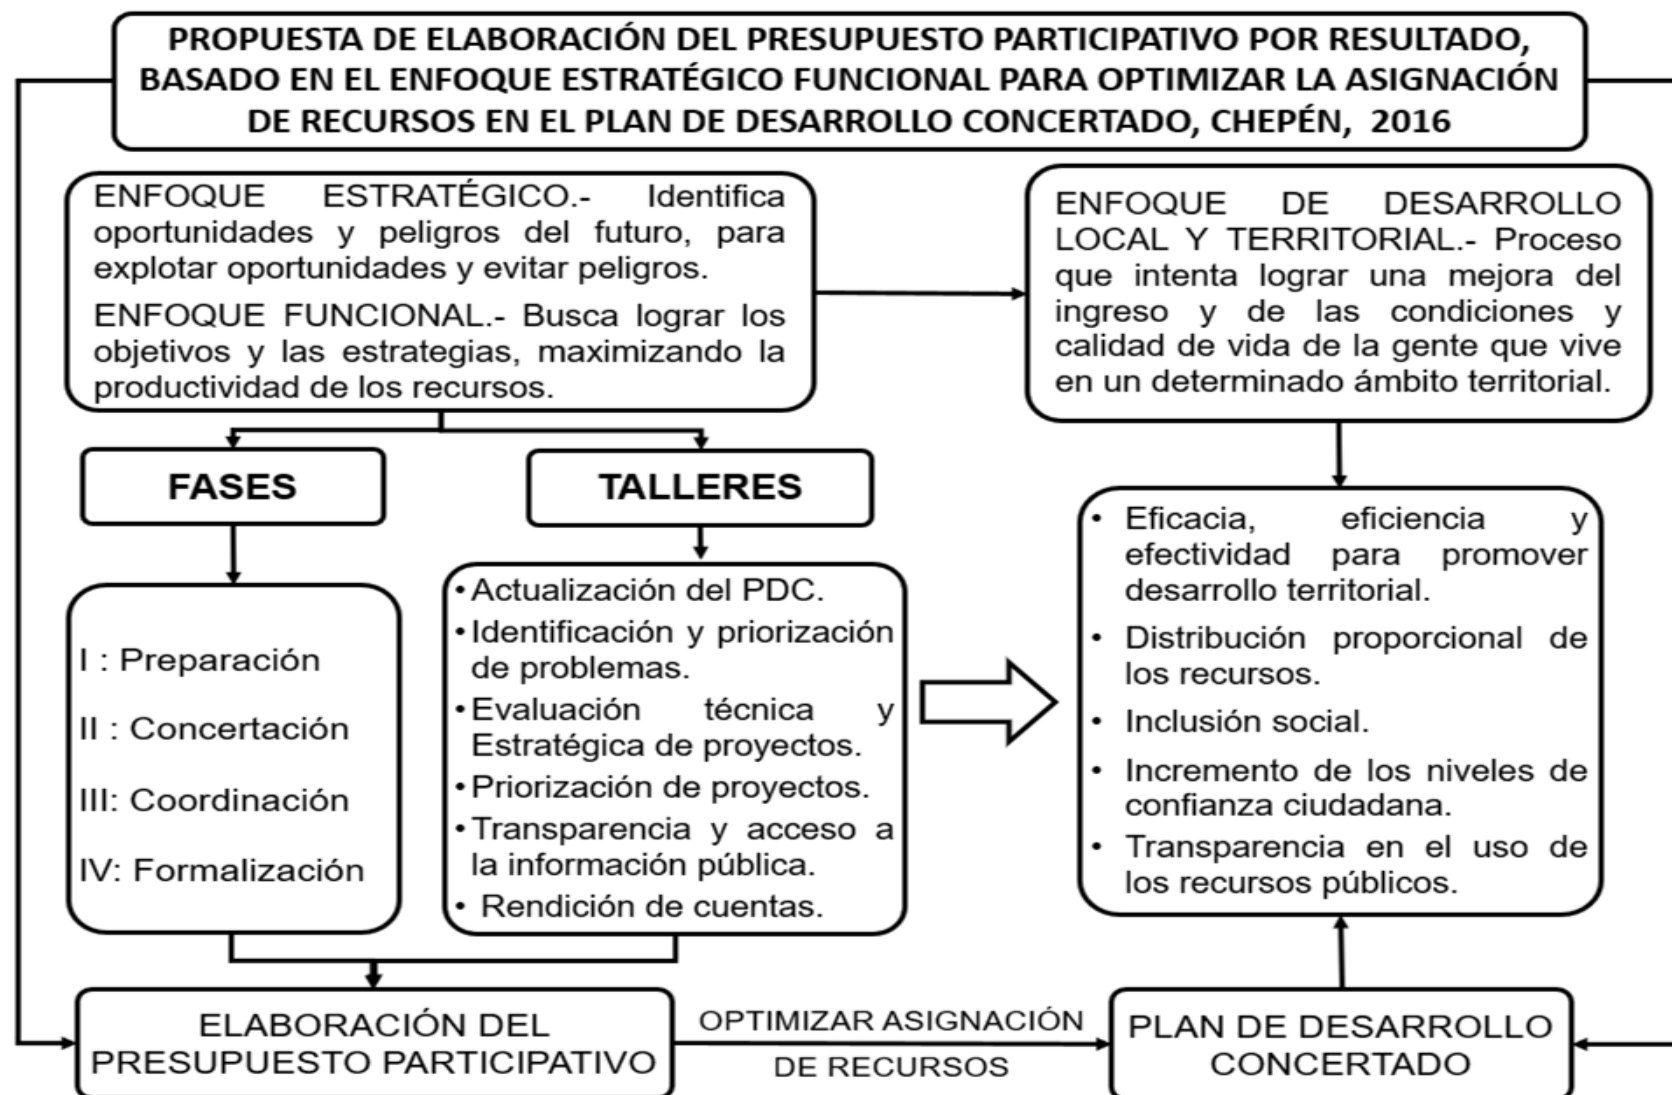 PROPUESTA DE ELABORACIÓN DEL PRESUPUESTO PARTICIPATIVO POR RESULTADO,
BASADO EN EL ENFOQUE ESTRATÉGICO FUNCIONAL PARA OPTIMIZAR LA ASIGNACIÓN
DE RECURSOS EN EL PLAN DE DESARROLLO CONCERTADO, CHEPÉN, 2016
ENFOQUE ESTRATÉGICO.- Identifica
oportunidades y peligros del futuro, para
explotar oportunidades y evitar peligros.
ENFOQUE FUNCIONAL.- Busca lograr los
objetivos y las estrategias, maximizando la
productividad de los recursos.
ENFOQUE DE DESARROLLO
LOCAL Y TERRITORIAL.- Proceso
que intenta lograr una mejora del
ingreso y de las condiciones y
calidad de vida de la gente que vive
en un determinado ámbito territorial.
FASES
TALLERES
I : Preparación
II : Concertación
III: Coordinación
IV: Formalización
• Actualización del PDC.
• Identificación y priorización
de problemas.
• Evaluación técnica y
Estratégica de proyectos.
• Priorización de proyectos.
• Transparencia y acceso a
la información pública.
• Rendición de cuentas.
• Eficacia, eficiencia y
efectividad para promover
desarrollo territorial.
• Distribución proporcional de
los recursos.
• Inclusión social.
• Incremento de los niveles de
confianza ciudadana.
• Transparencia en el uso de
los recursos públicos.
ELABORACIÓN DEL
PRESUPUESTO PARTICIPATIVO
OPTIMIZAR ASIGNACIÓN
DE RECURSOS
PLAN DE DESARROLLO
CONCERTADO